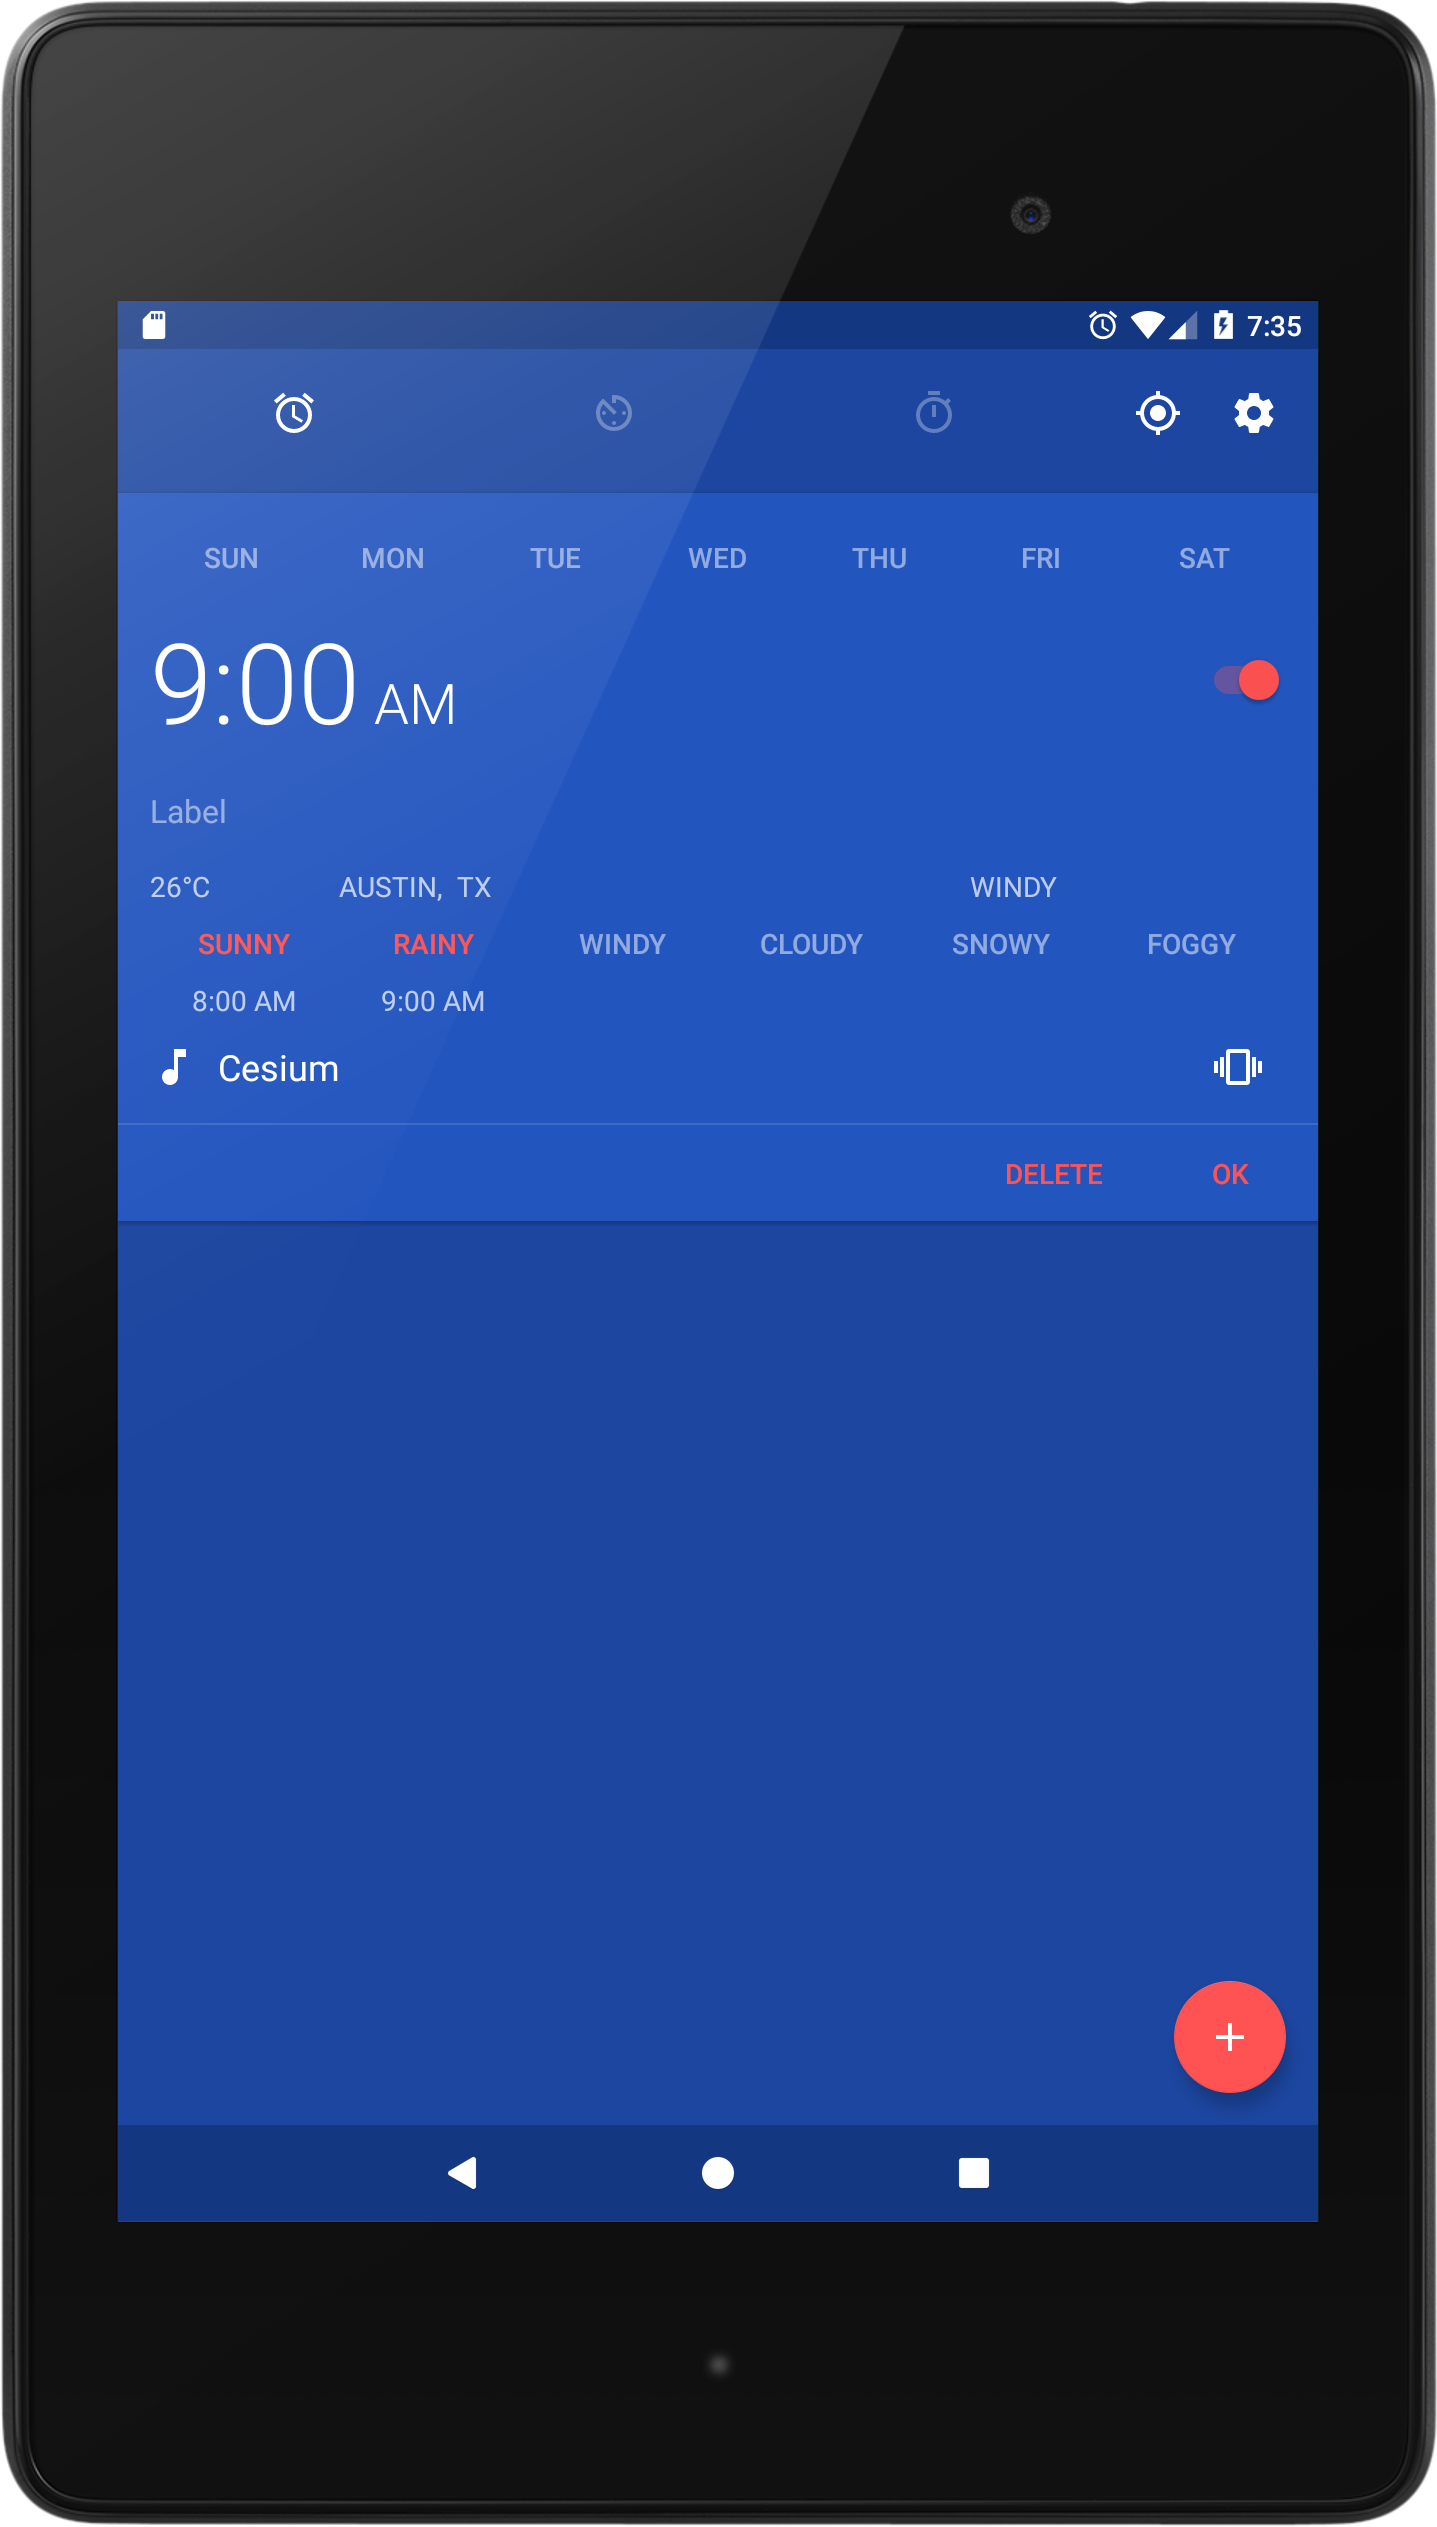 7:35
SUN MON TUE WED THU FRI SAT
9:00 AM
Label
26°C AUSTIN, TX WINDY
SUNNY RAINY WINDY CLOUDY SNOWY FOGGY
8:00 AM 9:00 AM
Cesium
DELETE OK